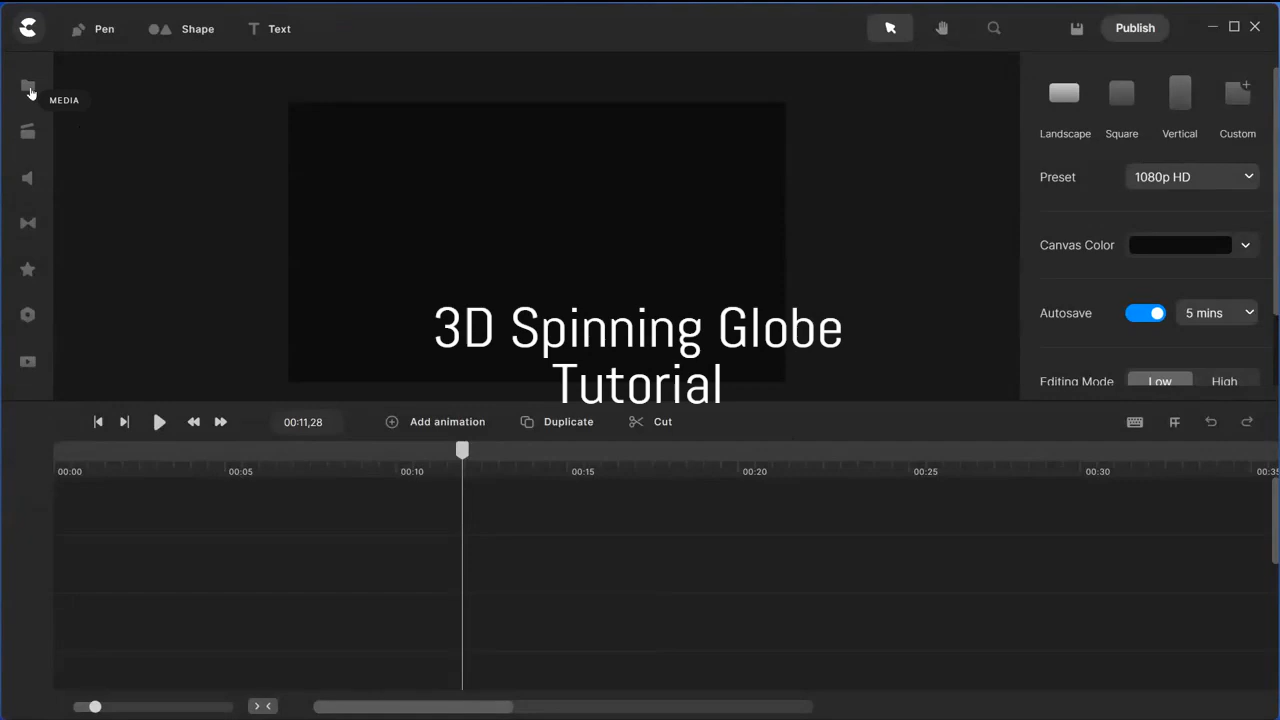 Pen
Shape
Text
Publish
MEDIA
Landscape
Square
Vertical
Custom
Preset
1080p HD
Canvas Color
Autosave
5 mins
Editing Mode
Low
High
3D Spinning Globe
Tutorial
00:11,28
Add animation
Duplicate
Cut
00:00
00:05
00:10
00:15
00:20
00:25
00:30
00:35